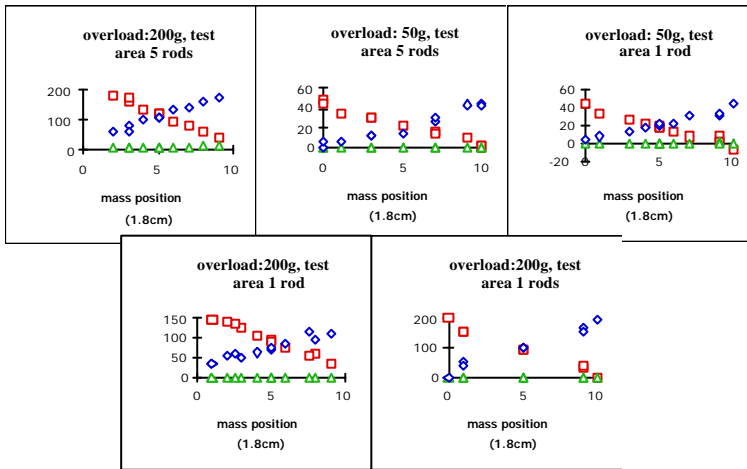 overload:200g, test
area 5 rods
200
100
0
0
5
10
mass position
(1.8cm)
overload: 50g, test
area 5 rods
60
40
20
0
0
5
10
mass position
(1.8cm)
overload: 50g, test
area 1 rod
60
40
20
0
-20
0
5
10
mass position
(1.8cm)
overload:200g, test
area 1 rod
150
100
50
0
0
5
10
mass position
(1.8cm)
overload:200g, test
area 1 rods
200
100
0
0
5
10
mass position
(1.8cm)